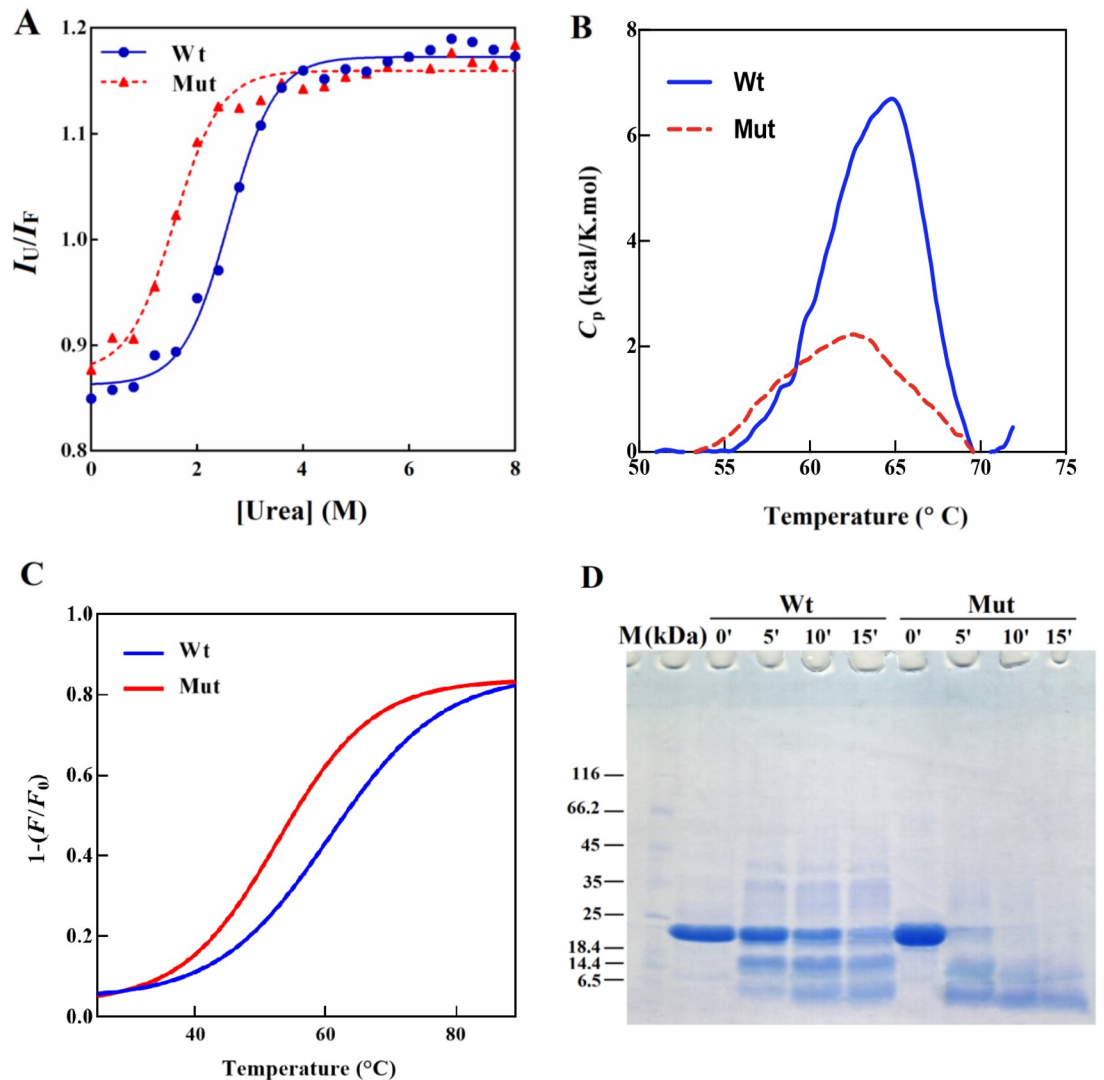 A
1.2
1.1
1.0
0.9
0.8
Wt
Mut
IU/IF
0 2 4 6 8
[Urea] (M)
B
8
6
4
2
0
Wt
Mut
Cp (kcal/K.mol)
50 55 60 65 70 75
Temperature (° C)
C
1.0
0.8
0.6
0.4
0.2
0.0
Wt
Mut
1-(F/F0)
40 60 80
Temperature (°C)
D
Wt Mut
M(kDa) 0' 5' 10' 15' 0' 5' 10' 15'
116
66.2
45
35
25
18.4
14.4
6.5